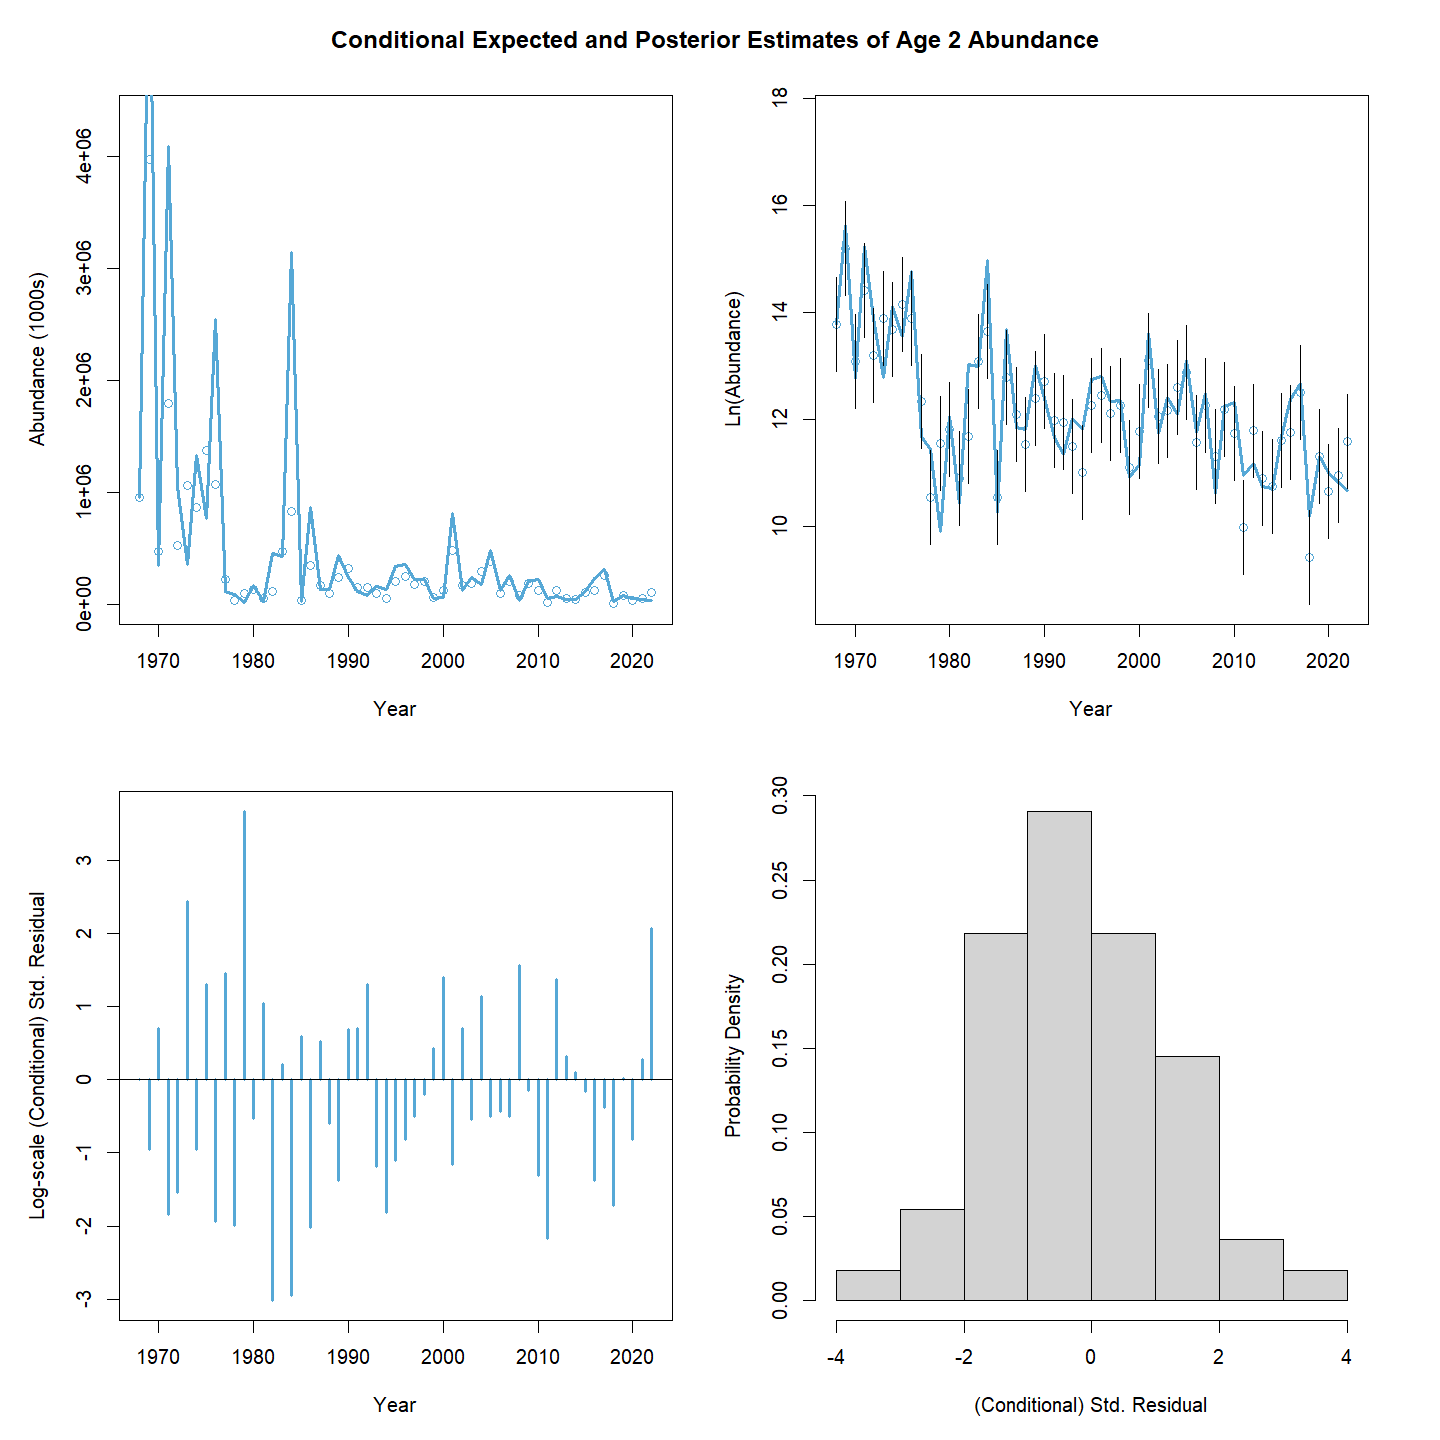 Conditional Expected and Posterior Estimates of Age 2 Abundance
Abundance (1000s)
4e+06
3e+06
2e+06
1e+06
0e+00
1970 1980 1990 2000 2010 2020
Year
Ln(Abundance)
18
16
14
12
10
1970 1980 1990 2000 2010 2020
Year
Log-scale (Conditional) Std. Residual
3
2
1
0
-1
-2
-3
1970 1980 1990 2000 2010 2020
Year
Probability Density
0.30
0.25
0.20
0.15
0.10
0.05
0.00
-4 -2 0 2 4
(Conditional) Std. Residual